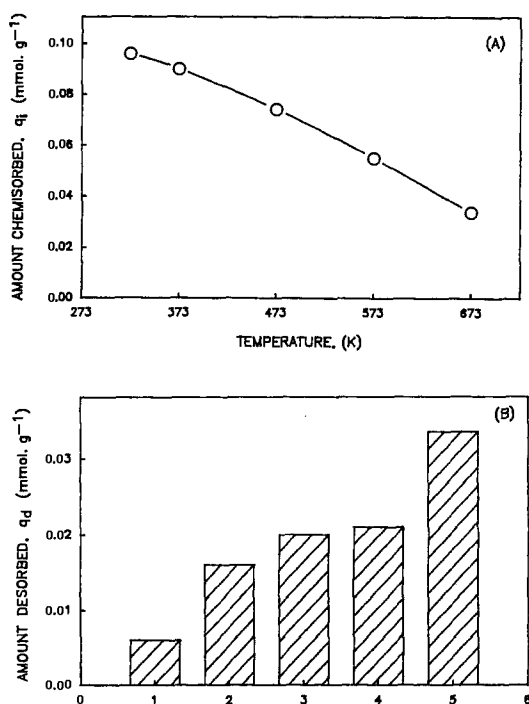 (A)
AMOUNT CHEMISORBED, qi (mmol. g−1)
0.10
0.08
0.06
0.04
0.02
0.00
273 373 473 573 673
TEMPERATURE, (K)
(B)
AMOUNT DESORBED, qd (mmol. g−1)
0.03
0.02
0.01
0.00
0 1 2 3 4 5 6